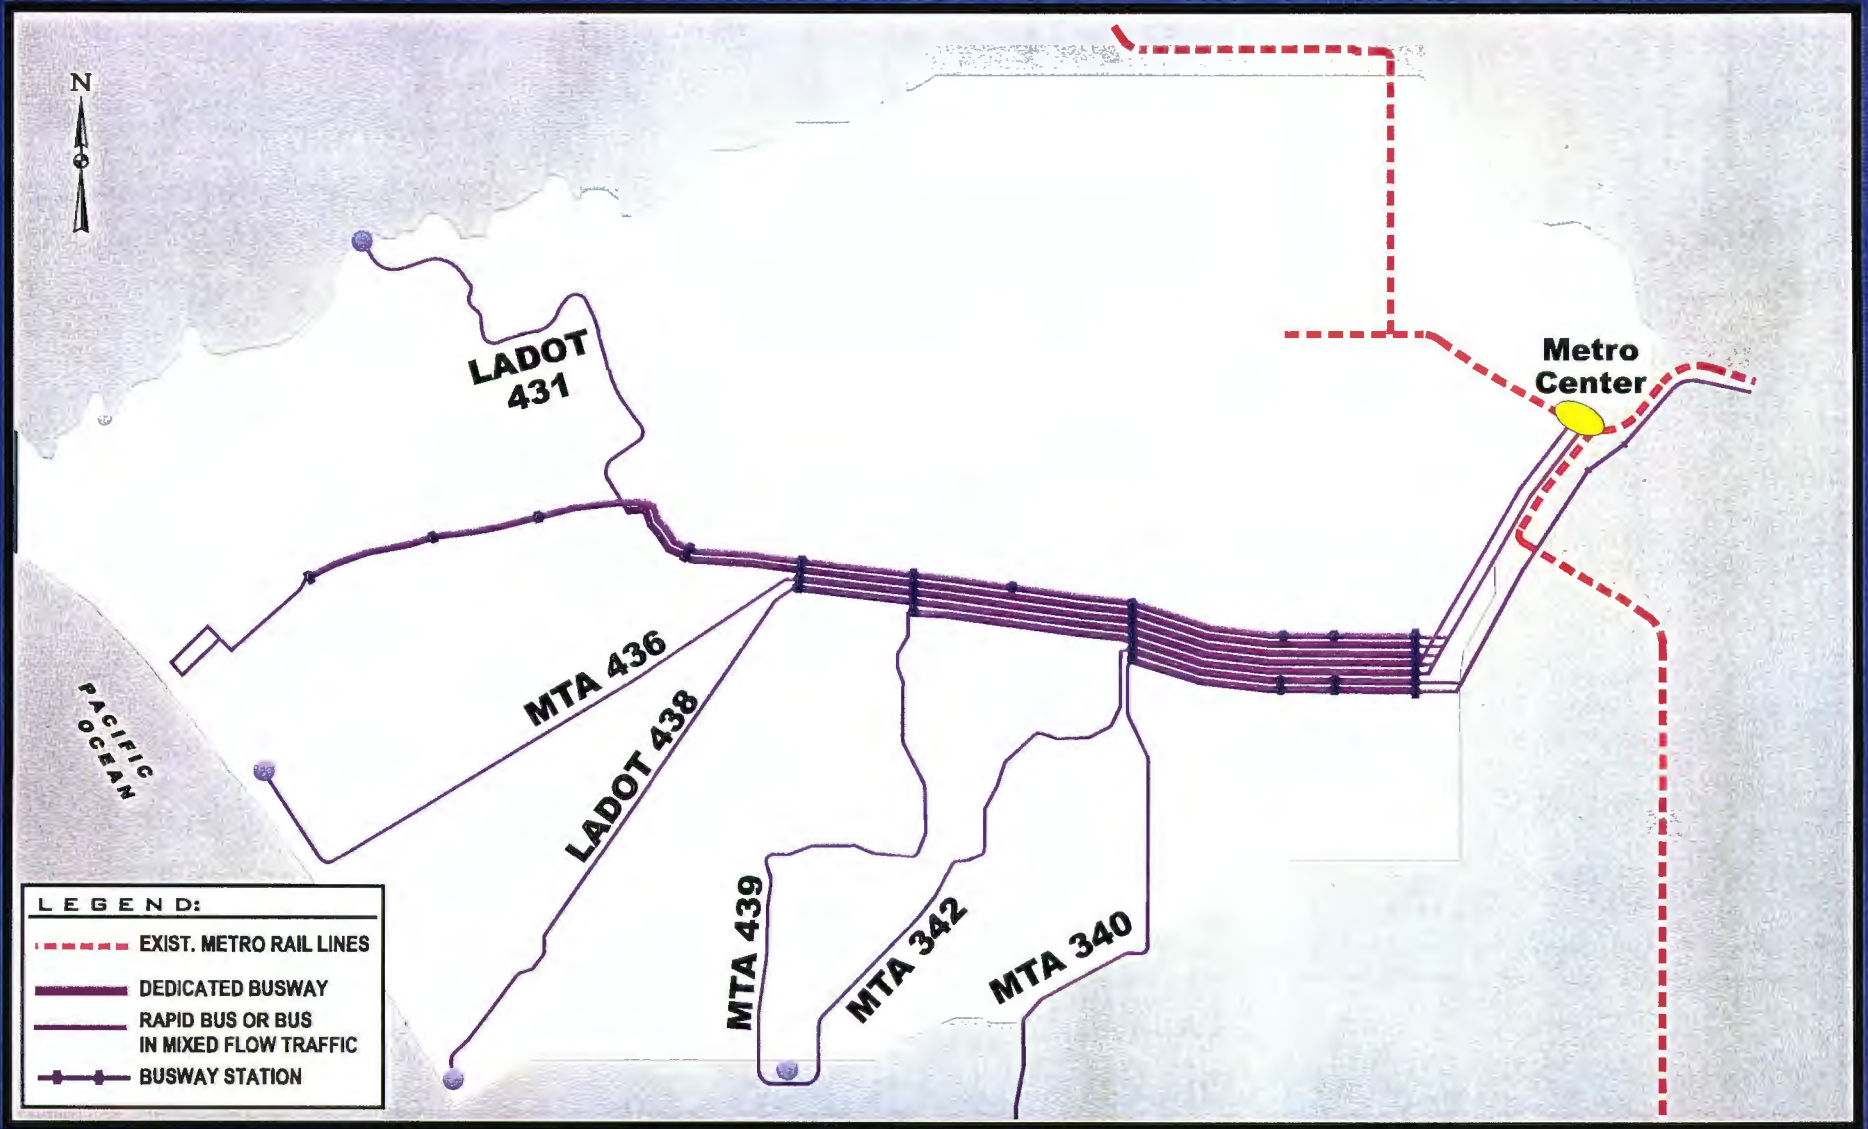 N
Metro
Center
LADOT
431
MTA 436
LADOT 438
MTA 439
MTA 342
MTA 340
PACIFIC
OCEAN
LEGEND:
EXIST. METRO RAIL LINES
DEDICATED BUSWAY
RAPID BUS OR BUS
IN MIXED FLOW TRAFFIC
BUSWAY STATION